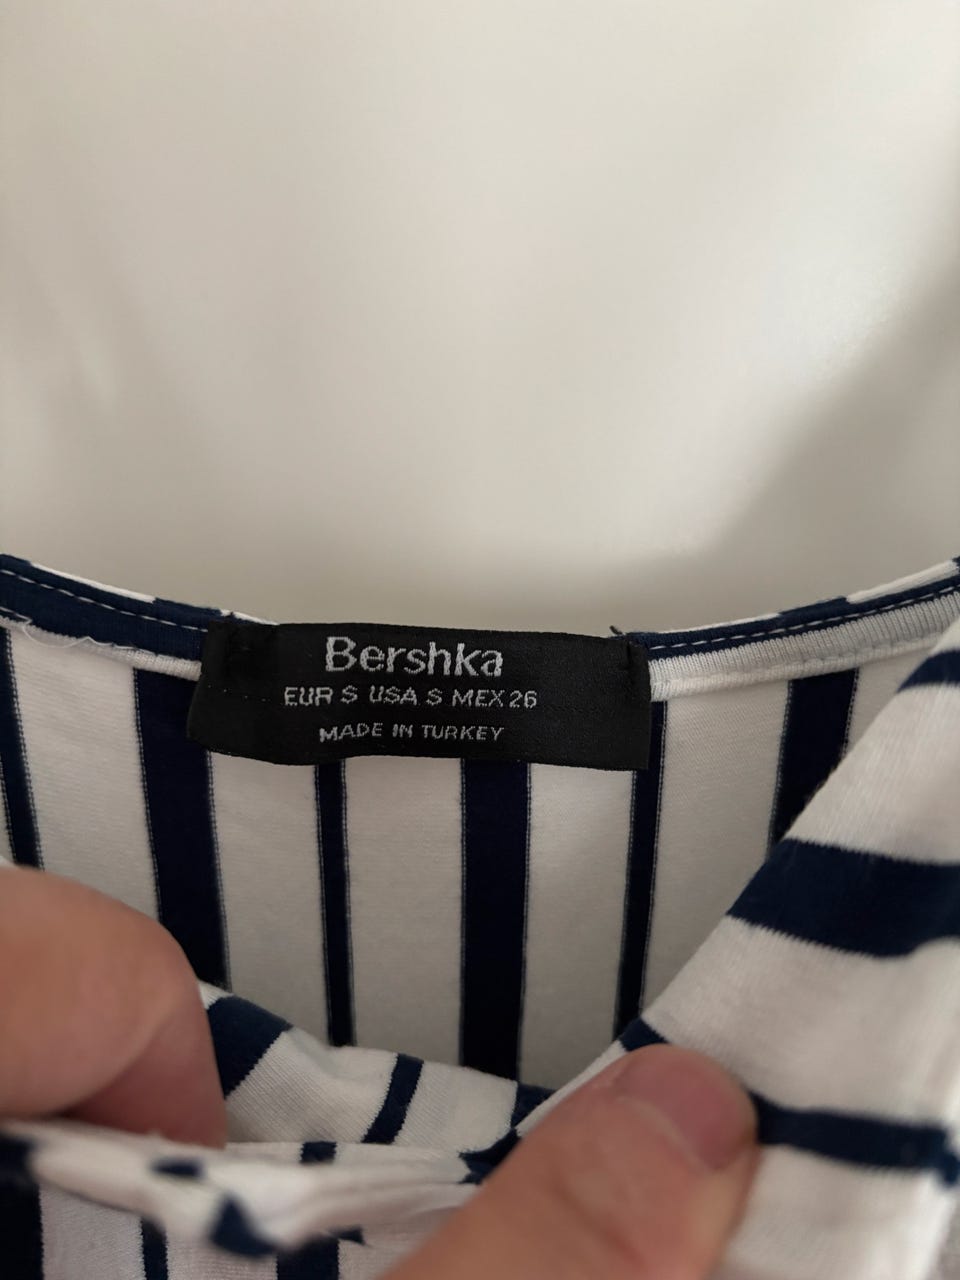 Bershka
EUR S USA S MEX 26
MADE IN TURKEY